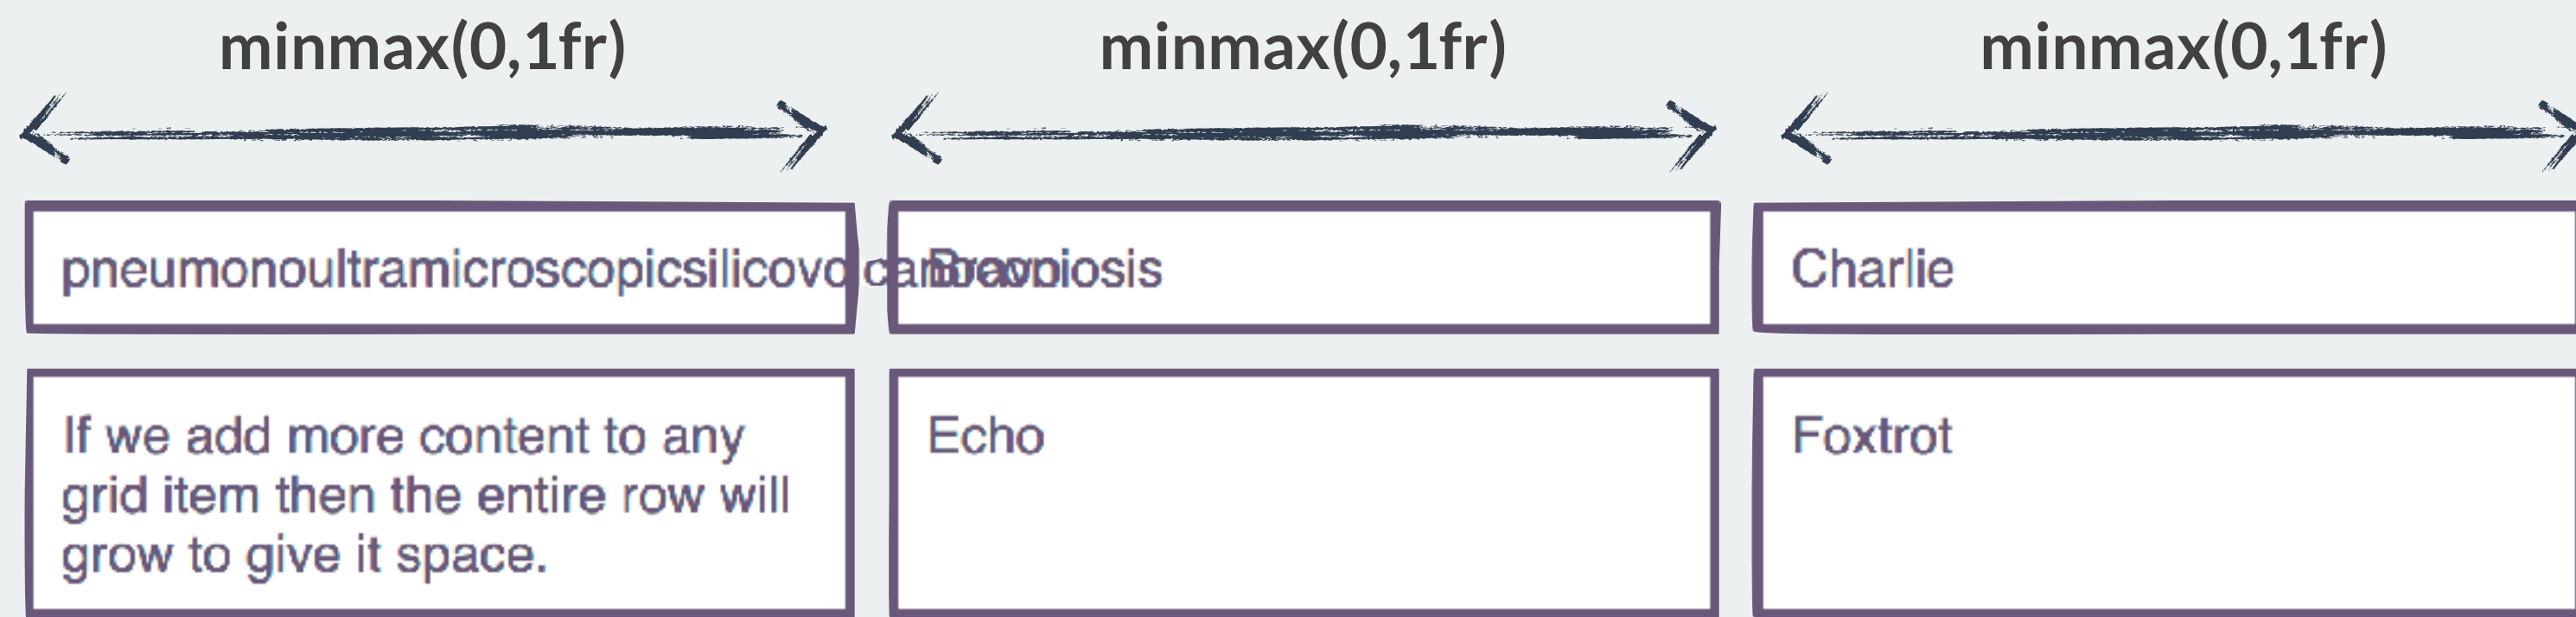 minmax(0,1fr) minmax(0,1fr) minmax(0,1fr)
pneumonoultramicroscopicsilicovolcanoconiosis Bravo Charlie
If we add more content to any
grid item then the entire row will
grow to give it space.
Echo
Foxtrot